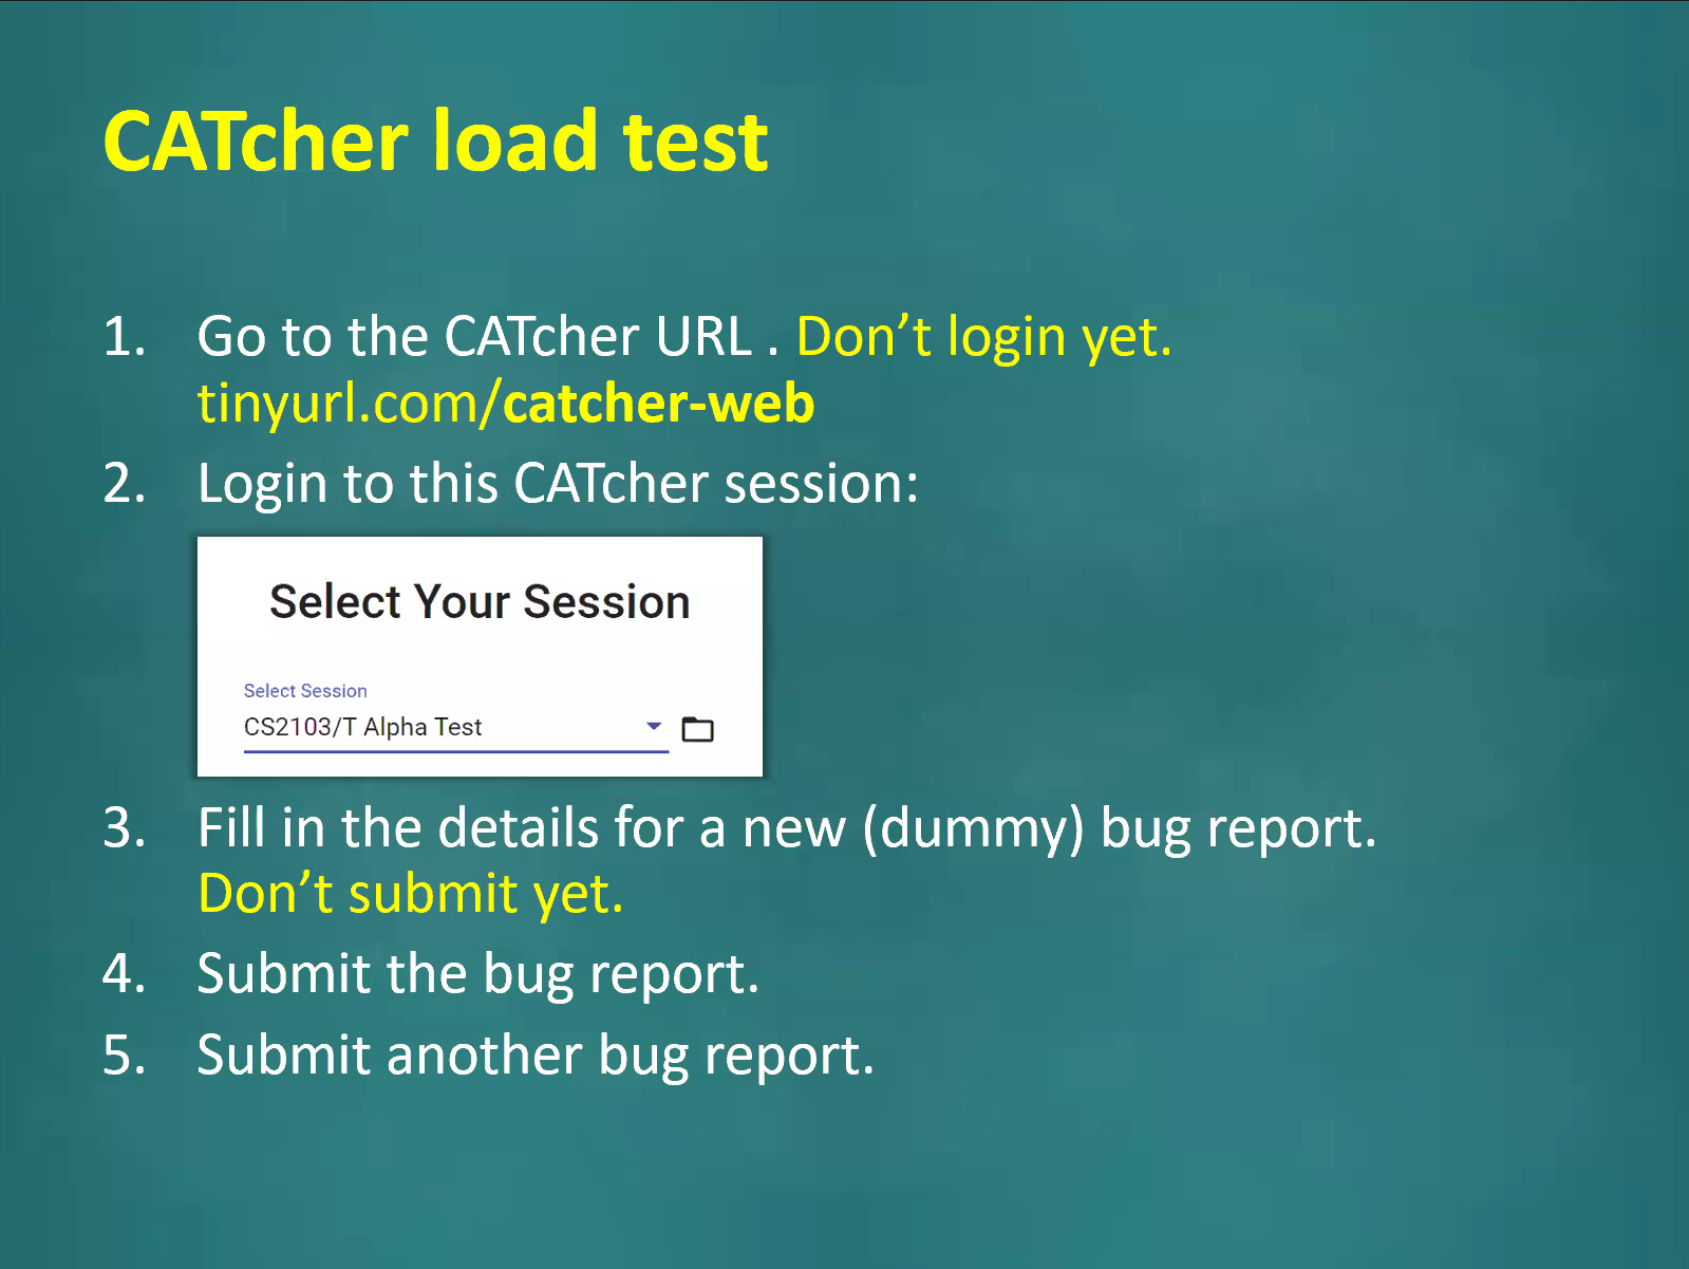 CATcher load test
1. Go to the CATcher URL . Don’t login yet.
tinyurl.com/catcher-web
2. Login to this CATcher session:
Select Your Session
Select Session
CS2103/T Alpha Test
3. Fill in the details for a new (dummy) bug report.
Don’t submit yet.
4. Submit the bug report.
5. Submit another bug report.